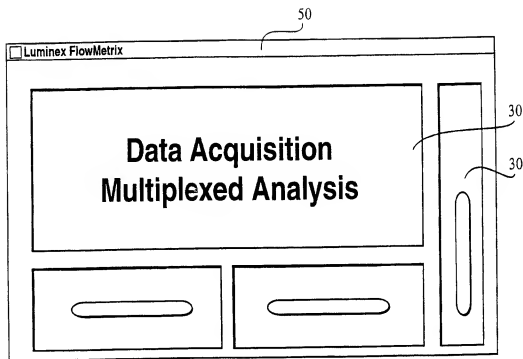 50
Luminex FlowMetrix
30
Data Acquisition
30
Multiplexed Analysis